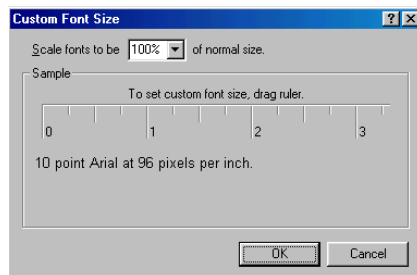 Custom Font Size
Scale fonts to be 100% of normal size.
Sample
To set custom font size, drag ruler.
0 1 2 3
10 point Arial at 96 pixels per inch.
OK Cancel